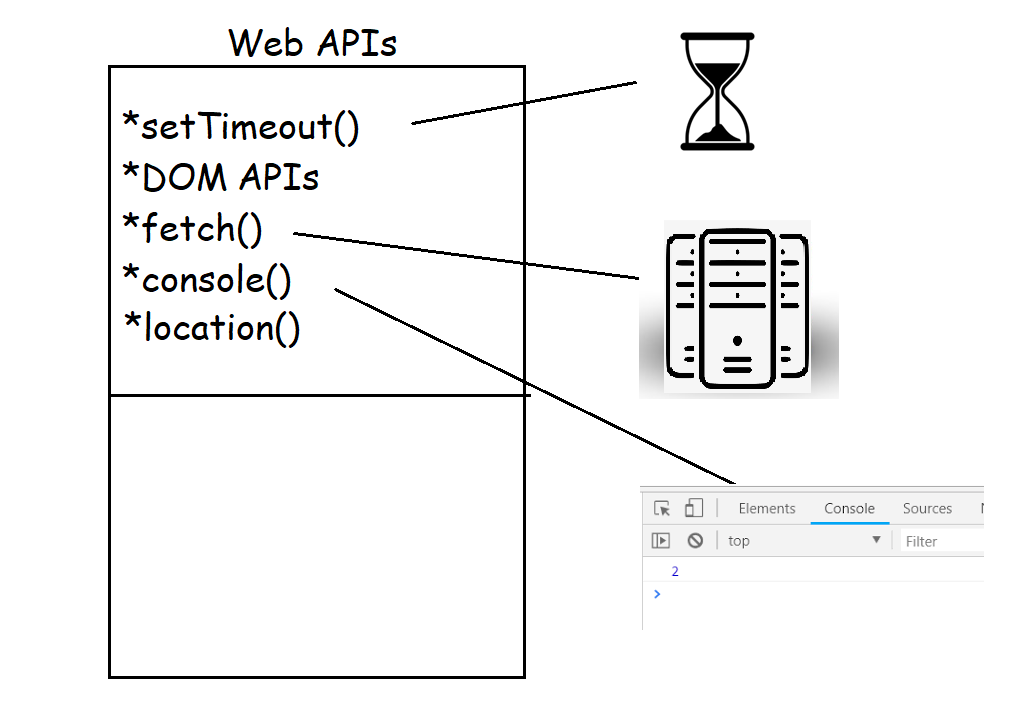 Web APIs
*setTimeout()
*DOM APIs
*fetch()
*console()
*location()
Elements Console Sources
top Filter
2